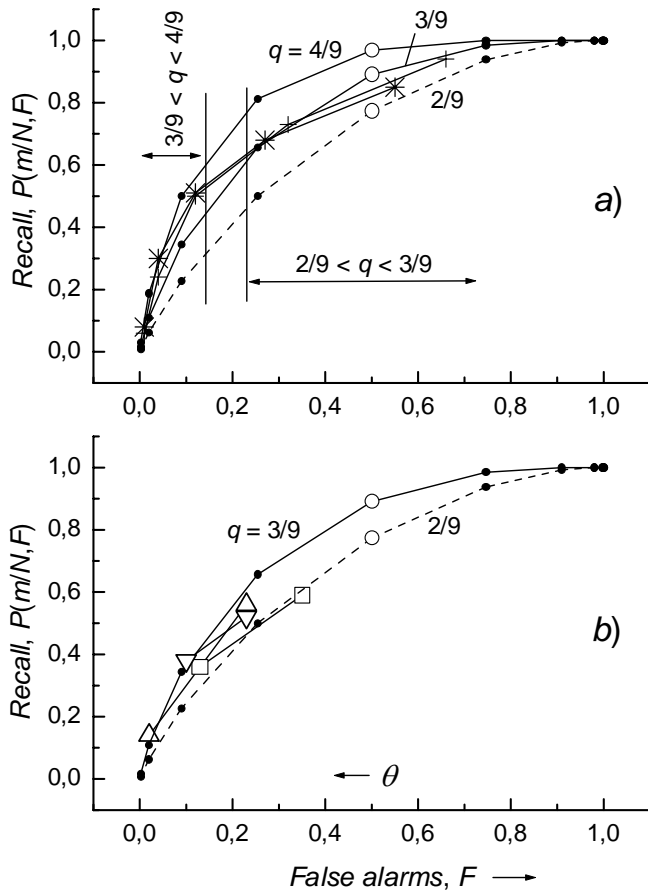 a)
1,0
0,8
0,6
0,4
0,2
0,0
Recall, P(m/N,F)
3/9 < q < 4/9
q = 4/9
3/9
2/9
2/9 < q < 3/9
0,0 0,2 0,4 0,6 0,8 1,0
b)
1,0
0,8
0,6
0,4
0,2
0,0
Recall, P(m/N,F)
q = 3/9
2/9
← θ
0,0 0,2 0,4 0,6 0,8 1,0
False alarms, F →